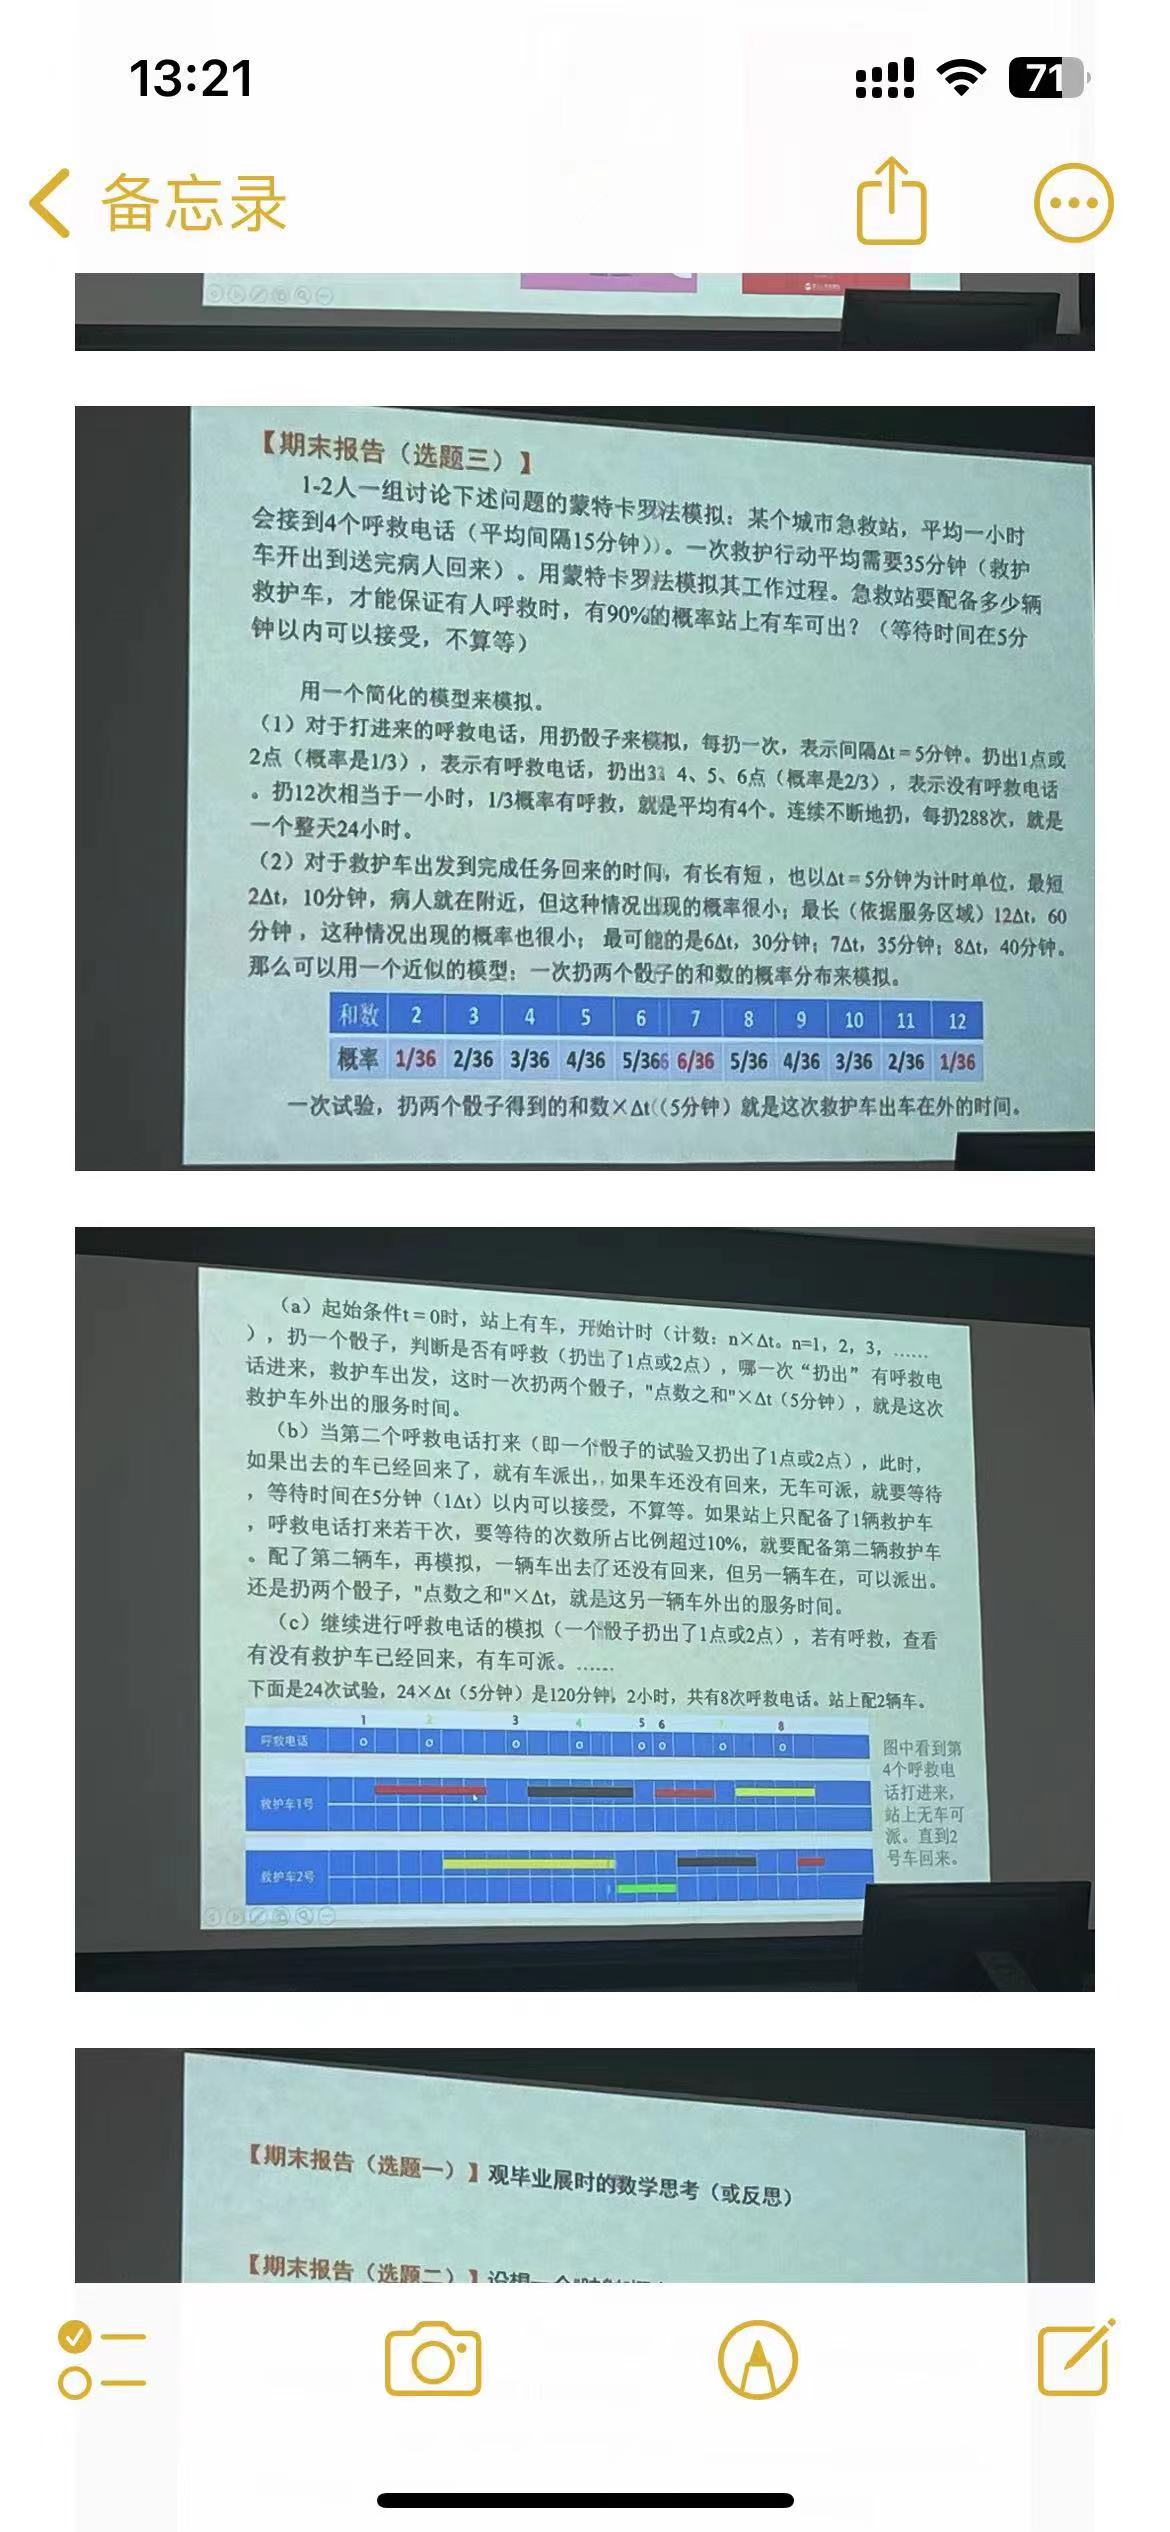 13:21
71
备忘录
【期末报告（选题三）】
1-2人一组讨论下述问题的蒙特卡罗法模拟：某个城市急救站，平均一小时
会接到4个呼救电话（平均间隔15分钟））。一次救护行动平均需要35分钟（救护
车开出到送完病人回来）。用蒙特卡罗法模拟其工作过程。急救站要配备多少辆
救护车，才能保证有人呼救时，有90%的概率站上有车可出？（等待时间在5分
钟以内可以接受，不算等）
用一个简化的模型来模拟。
（1）对于打进来的呼救电话，用扔骰子来模拟，每扔一次，表示间隔Δt＝5分钟。扔出1点或
2点（概率是1/3），表示有呼救电话，扔出3、4、5、6点（概率是2/3），表示没有呼救电话
。扔12次相当于一小时，1/3概率有呼救，就是平均有4个。连续不断地扔，每扔288次，就是
一个整天24小时。
（2）对于救护车出发到完成任务回来的时间，有长有短，也以Δt＝5分钟为计时单位，最短
2Δt，10分钟，病人就在附近，但这种情况出现的概率很小；最长（依据服务区域）12Δt，60
分钟，这种情况出现的概率也很小； 最可能的是6Δt，30分钟；7Δt，35分钟；8Δt，40分钟。
那么可以用一个近似的模型：一次扔两个骰子的和数的概率分布来模拟。
和数 2 3 4 5 6 7 8 9 10 11 12
概率 1/36 2/36 3/36 4/36 5/36 6/36 5/36 4/36 3/36 2/36 1/36
一次试验，扔两个骰子得到的和数×Δt（(5分钟）就是这次救护车出车在外的时间。
（a）起始条件t＝0时，站上有车，开始计时（计数：n×Δt。n=1，2，3，……
），扔一个骰子，判断是否有呼救（扔出了1点或2点），哪一次“扔出”有呼救电
话进来，救护车出发，这时一次扔两个骰子，"点数之和"×Δt（5分钟），就是这次
救护车外出的服务时间。
（b）当第二个呼救电话打来（即一个骰子的试验又扔出了1点或2点），此时，
如果出去的车已经回来了，就有车派出，如果车还没有回来，无车可派，就要等待
，等待时间在5分钟（1Δt）以内可以接受，不算等。如果站上只配备了1辆救护车
，呼救电话打来若干次，要等待的次数所占比例超过10%，就要配备第二辆救护车
。配了第二辆车，再模拟，一辆车出去了还没有回来，但另一辆车在，可以派出。
还是扔两个骰子，"点数之和"×Δt，就是这另一辆车外出的服务时间。
（c）继续进行呼救电话的模拟（一个骰子扔出了1点或2点），若有呼救，查看
有没有救护车已经回来，有车可派。……
下面是24次试验，24×Δt（5分钟）是120分钟，2小时，共有8次呼救电话。站上配2辆车。
1 2 3 4 5 6 7 8
呼救电话 o o o o o o o o
救护车1号
救护车2号
图中看到第
4个呼救电
话打进来，
站上无车可
派。直到2
号车回来。
【期末报告（选题一）】观毕业展时的数学思考（或反思）
【期末报告（选题二）】设想一个